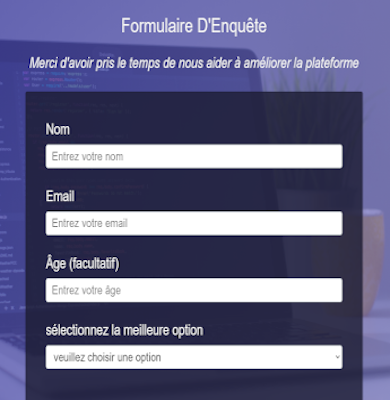 Formulaire D'Enquête
Merci d'avoir pris le temps de nous aider à améliorer la plateforme
Nom
Entrez votre nom
Email
Entrez votre email
Âge (facultatif)
Entrez votre âge
sélectionnez la meilleure option
veuillez choisir une option